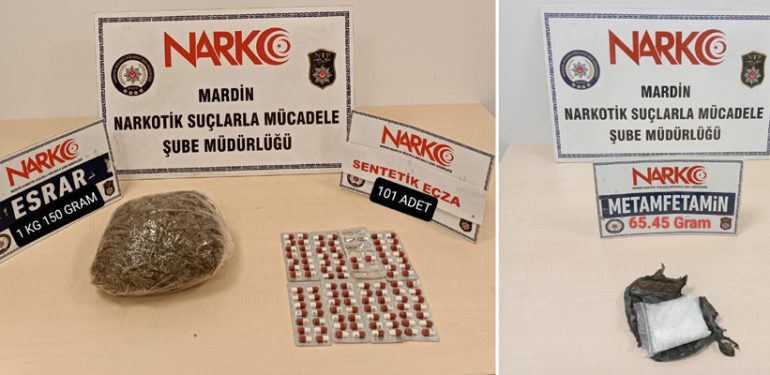 NARKO
MARDİN
NARKOTİK SUÇLARLA MÜCADELE
ŞUBE MÜDÜRLÜĞÜ
NARKO
ESRAR
1 KG 150 GRAM
NARKO
SENTETİK ECZA
101 ADET
NARKO
MARDİN
NARKOTİK SUÇLARLA MÜCADELE
ŞUBE MÜDÜRLÜĞÜ
NARKO
METAMFETAMİN
65.45 Gram